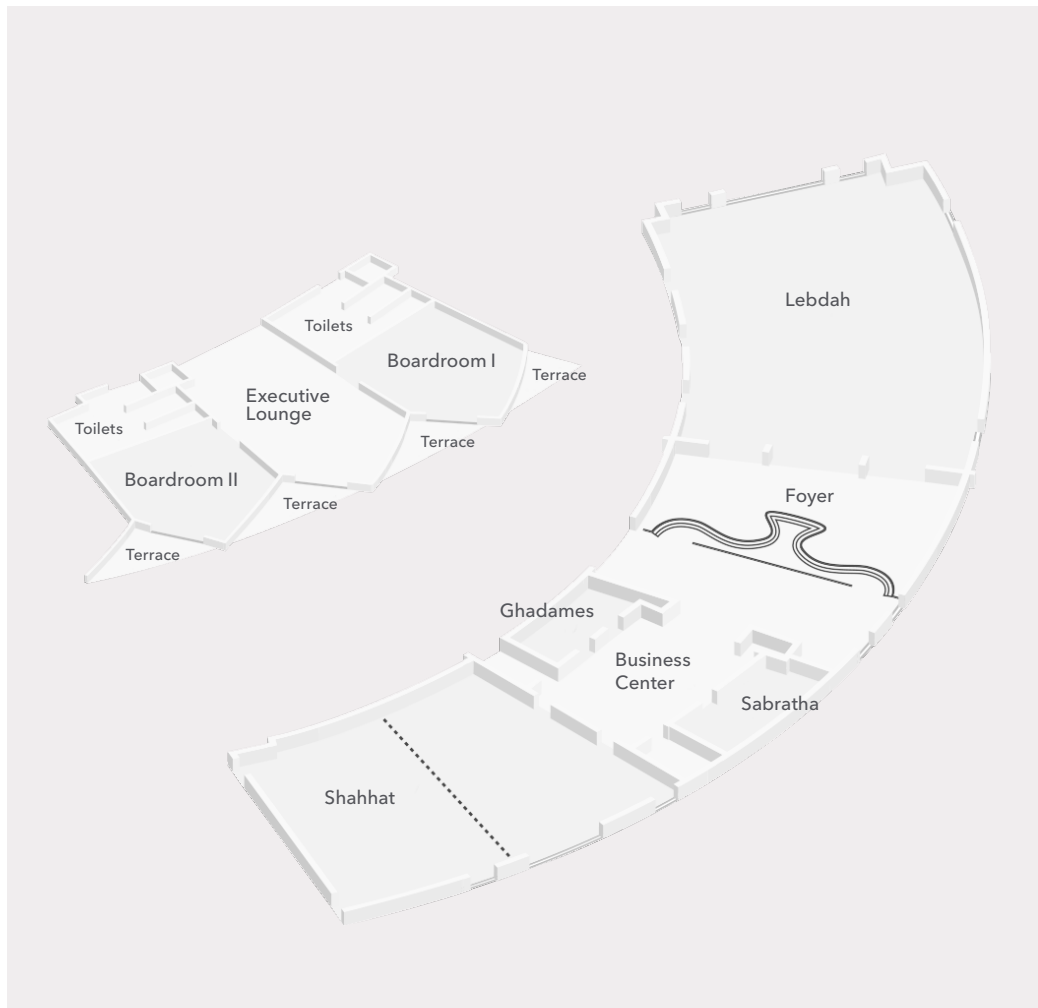 Lebdah
Toilets
Boardroom I
Terrace
Executive
Lounge
Toilets
Terrace
Boardroom II
Terrace
Foyer
Terrace
Ghadames
Business
Center
Sabratha
Shahhat